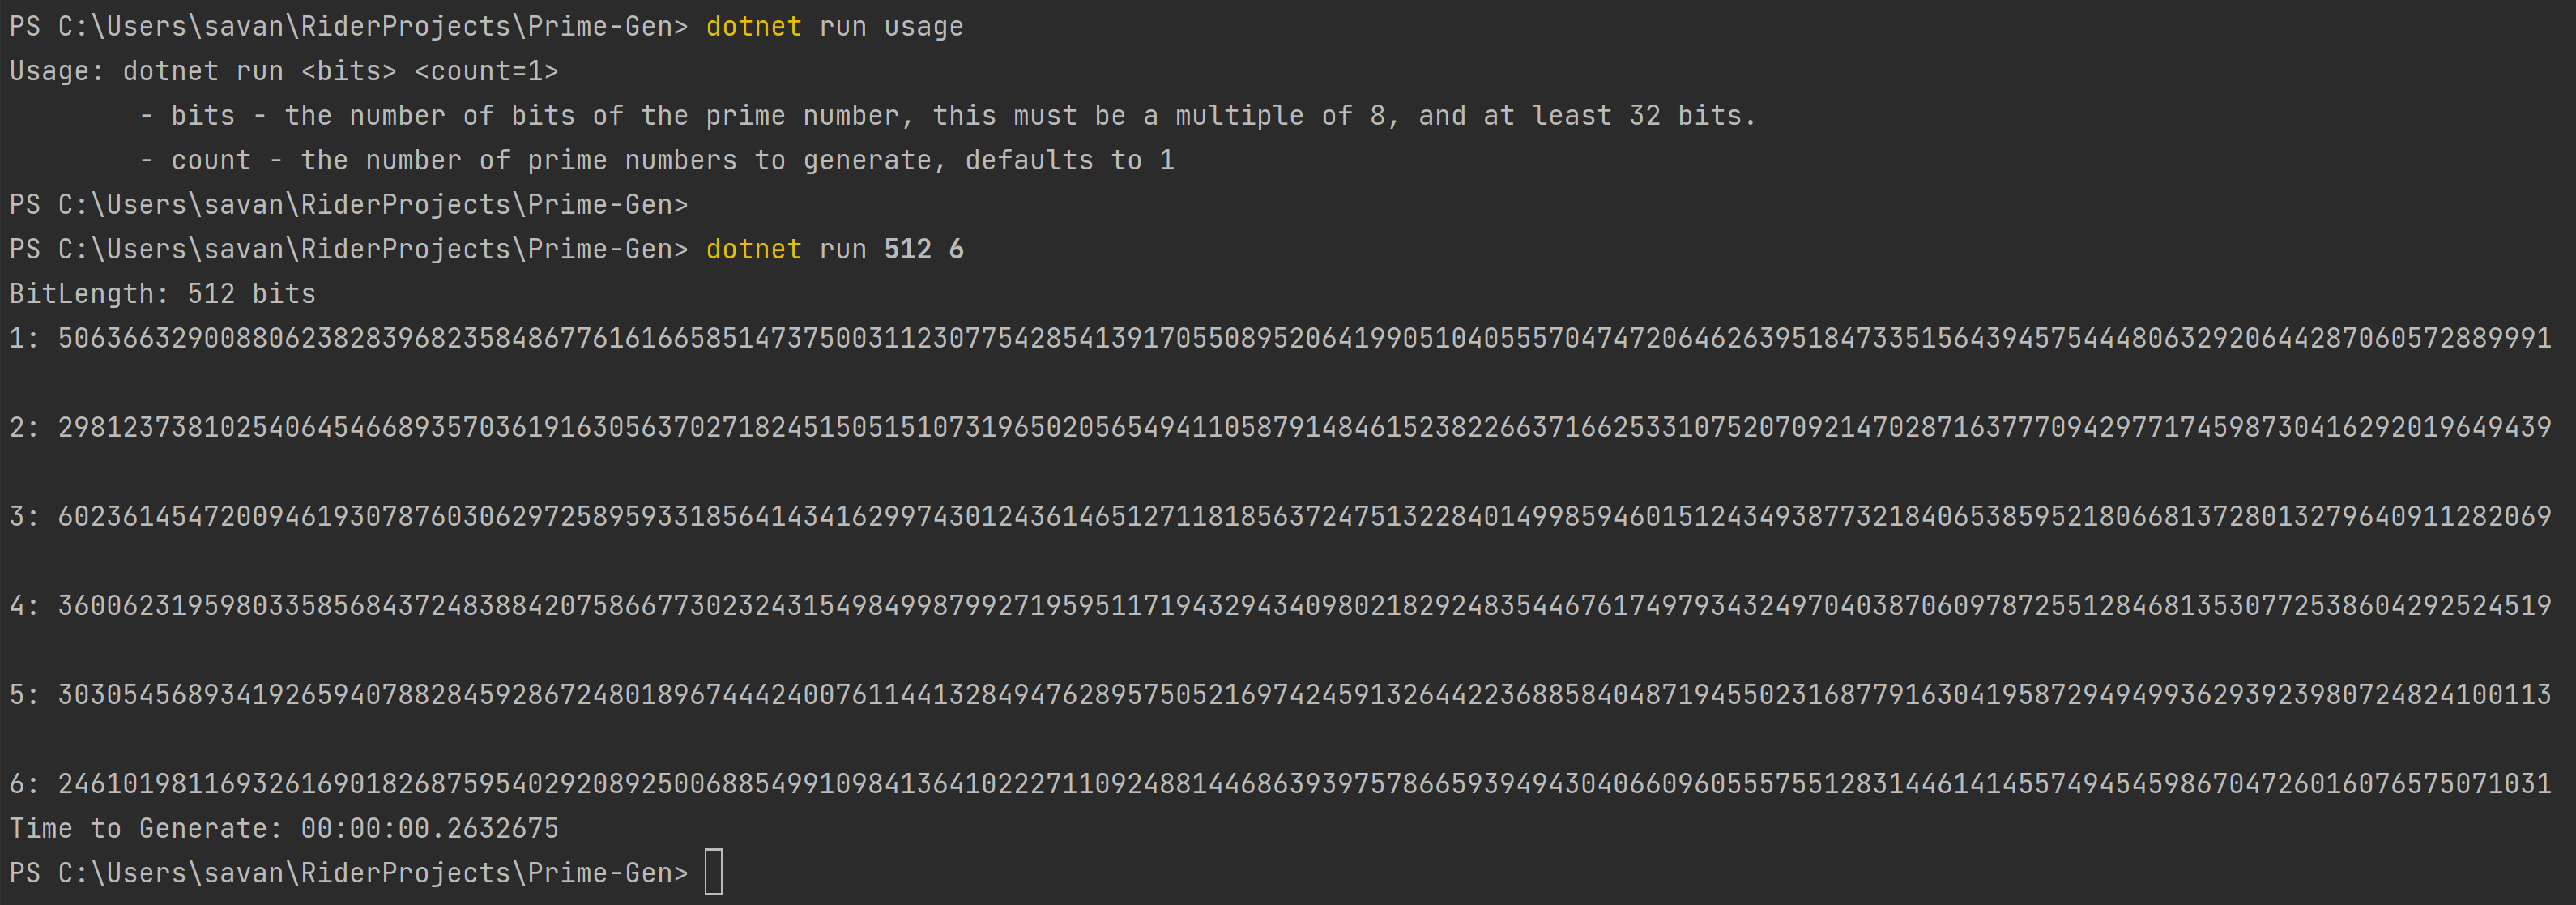 PS C:\Users\savan\RiderProjects\Prime-Gen> dotnet run usage
Usage: dotnet run <bits> <count=1>
- bits - the number of bits of the prime number, this must be a multiple of 8, and at least 32 bits.
- count - the number of prime numbers to generate, defaults to 1
PS C:\Users\savan\RiderProjects\Prime-Gen>
PS C:\Users\savan\RiderProjects\Prime-Gen> dotnet run 512 6
BitLength: 512 bits
1: 5063663290088062382839682358486776161665851473750031123077542854139170550895206419905104055570474720646263951847335156439457544480632920644287060572889991
2: 2981237381025406454668935703619163056370271824515051510731965020565494110587914846152382266371662533107520709214702871637770942977174598730416292019649439
3: 6023614547200946193078760306297258959331856414341629974301243614651271181856372475132284014998594601512434938773218406538595218066813728013279640911282069
4: 3600623195980335856843724838842075866773023243154984998799271959511719432943409802182924835446761749793432497040387060978725512846813530772538604292524519
5: 3030545689341926594078828459286724801896744424007611441328494762895750521697424591326442236885840487194550231687791630419587294949936293923980724824100113
6: 2461019811693261690182687595402920892500688549910984136410222711092488144686393975786659394943040660960555755128314461414557494545986704726016076575071031
Time to Generate: 00:00:00.2632675
PS C:\Users\savan\RiderProjects\Prime-Gen>